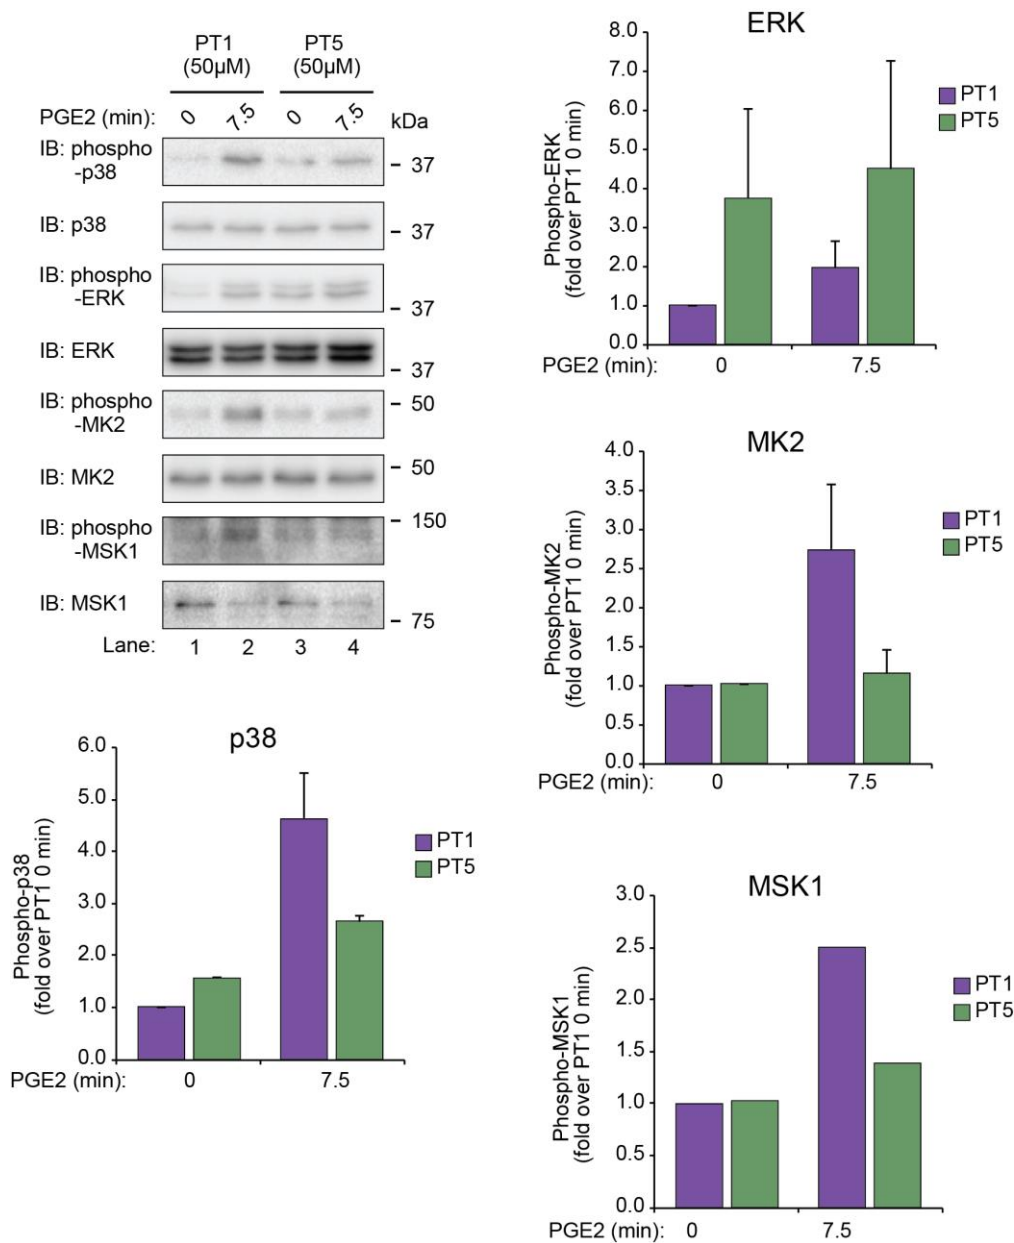 PT1 PT5
(50µM) (50µM)
PGE2 (min): 0 7.5 0 7.5 kDa
IB: phospho
-p38
- 37
IB: p38
- 37
IB: phospho
-ERK
- 37
IB: ERK
- 37
IB: phospho
-MK2
- 50
IB: MK2
- 50
IB: phospho
-MSK1
- 150
IB: MSK1
- 75
Lane: 1 2 3 4
p38
Phospho-p38
(fold over PT1 0 min)
6.0
5.0
4.0
3.0
2.0
1.0
0.0
PGE2 (min): 0 7.5
PT1
PT5
ERK
Phospho-ERK
(fold over PT1 0 min)
8.0
7.0
6.0
5.0
4.0
3.0
2.0
1.0
0.0
PGE2 (min): 0 7.5
PT1
PT5
MK2
Phospho-MK2
(fold over PT1 0 min)
4.0
3.5
3.0
2.5
2.0
1.5
1.0
0.5
0.0
PGE2 (min): 0 7.5
PT1
PT5
MSK1
Phospho-MSK1
(fold over PT1 0 min)
3.0
2.5
2.0
1.5
1.0
0.5
0.0
PGE2 (min): 0 7.5
PT1
PT5